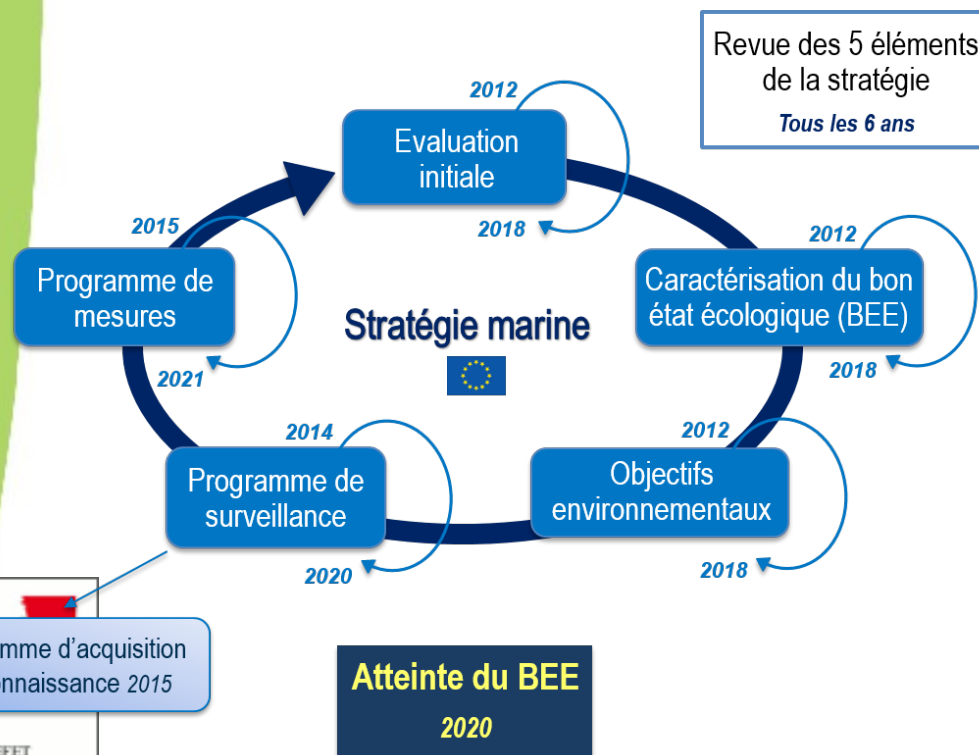 Revue des 5 éléments
de la stratégie
Tous les 6 ans
2012
Evaluation
initiale
2018
2012
Caractérisation du bon
état écologique (BEE)
2018
2012
Objectifs
environnementaux
2018
2014
Programme de
surveillance
2020
2015
Programme de
mesures
2021
Stratégie marine
mme d'acquisition
nnaissance 2015
Atteinte du BEE
2020